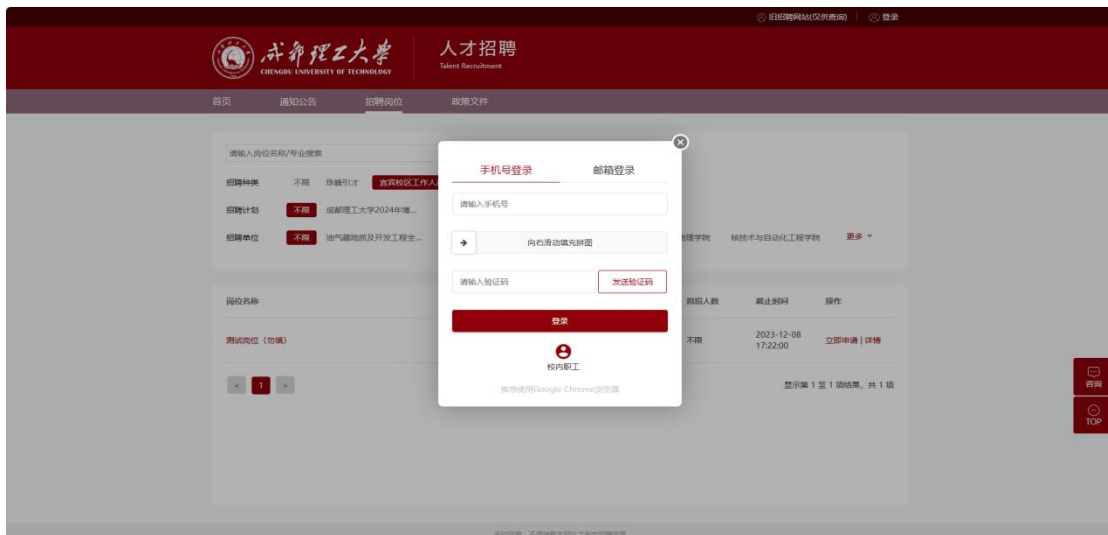 旧招聘网站(仅供查询) 登录
成都理工大学
CHENGDU UNIVERSITY OF TECHNOLOGY
人才招聘
Talent Recruitment
首页 通知公告 招聘岗位 政策文件
请输入岗位名称/专业搜索
手机号登录 邮箱登录
招聘种类 不限 珠峰引才 宜宾校区工作人
请输入手机号
招聘计划 不限 成都理工大学2024年博...
招聘单位 不限 油气藏地质及开发工程全...
向右滑动填充拼图
理学院 核技术与自动化工程学院 更多
请输入验证码 发送验证码
岗位名称 拟招人数 截止时间 操作
登录
测试岗位（勿填） 不限 2023-12-08
17:22:00 立即申请 | 详情
校内职工
推荐使用Google Chrome浏览器
< 1 > 显示第 1 至 1 项结果，共 1 项
咨询
TOP